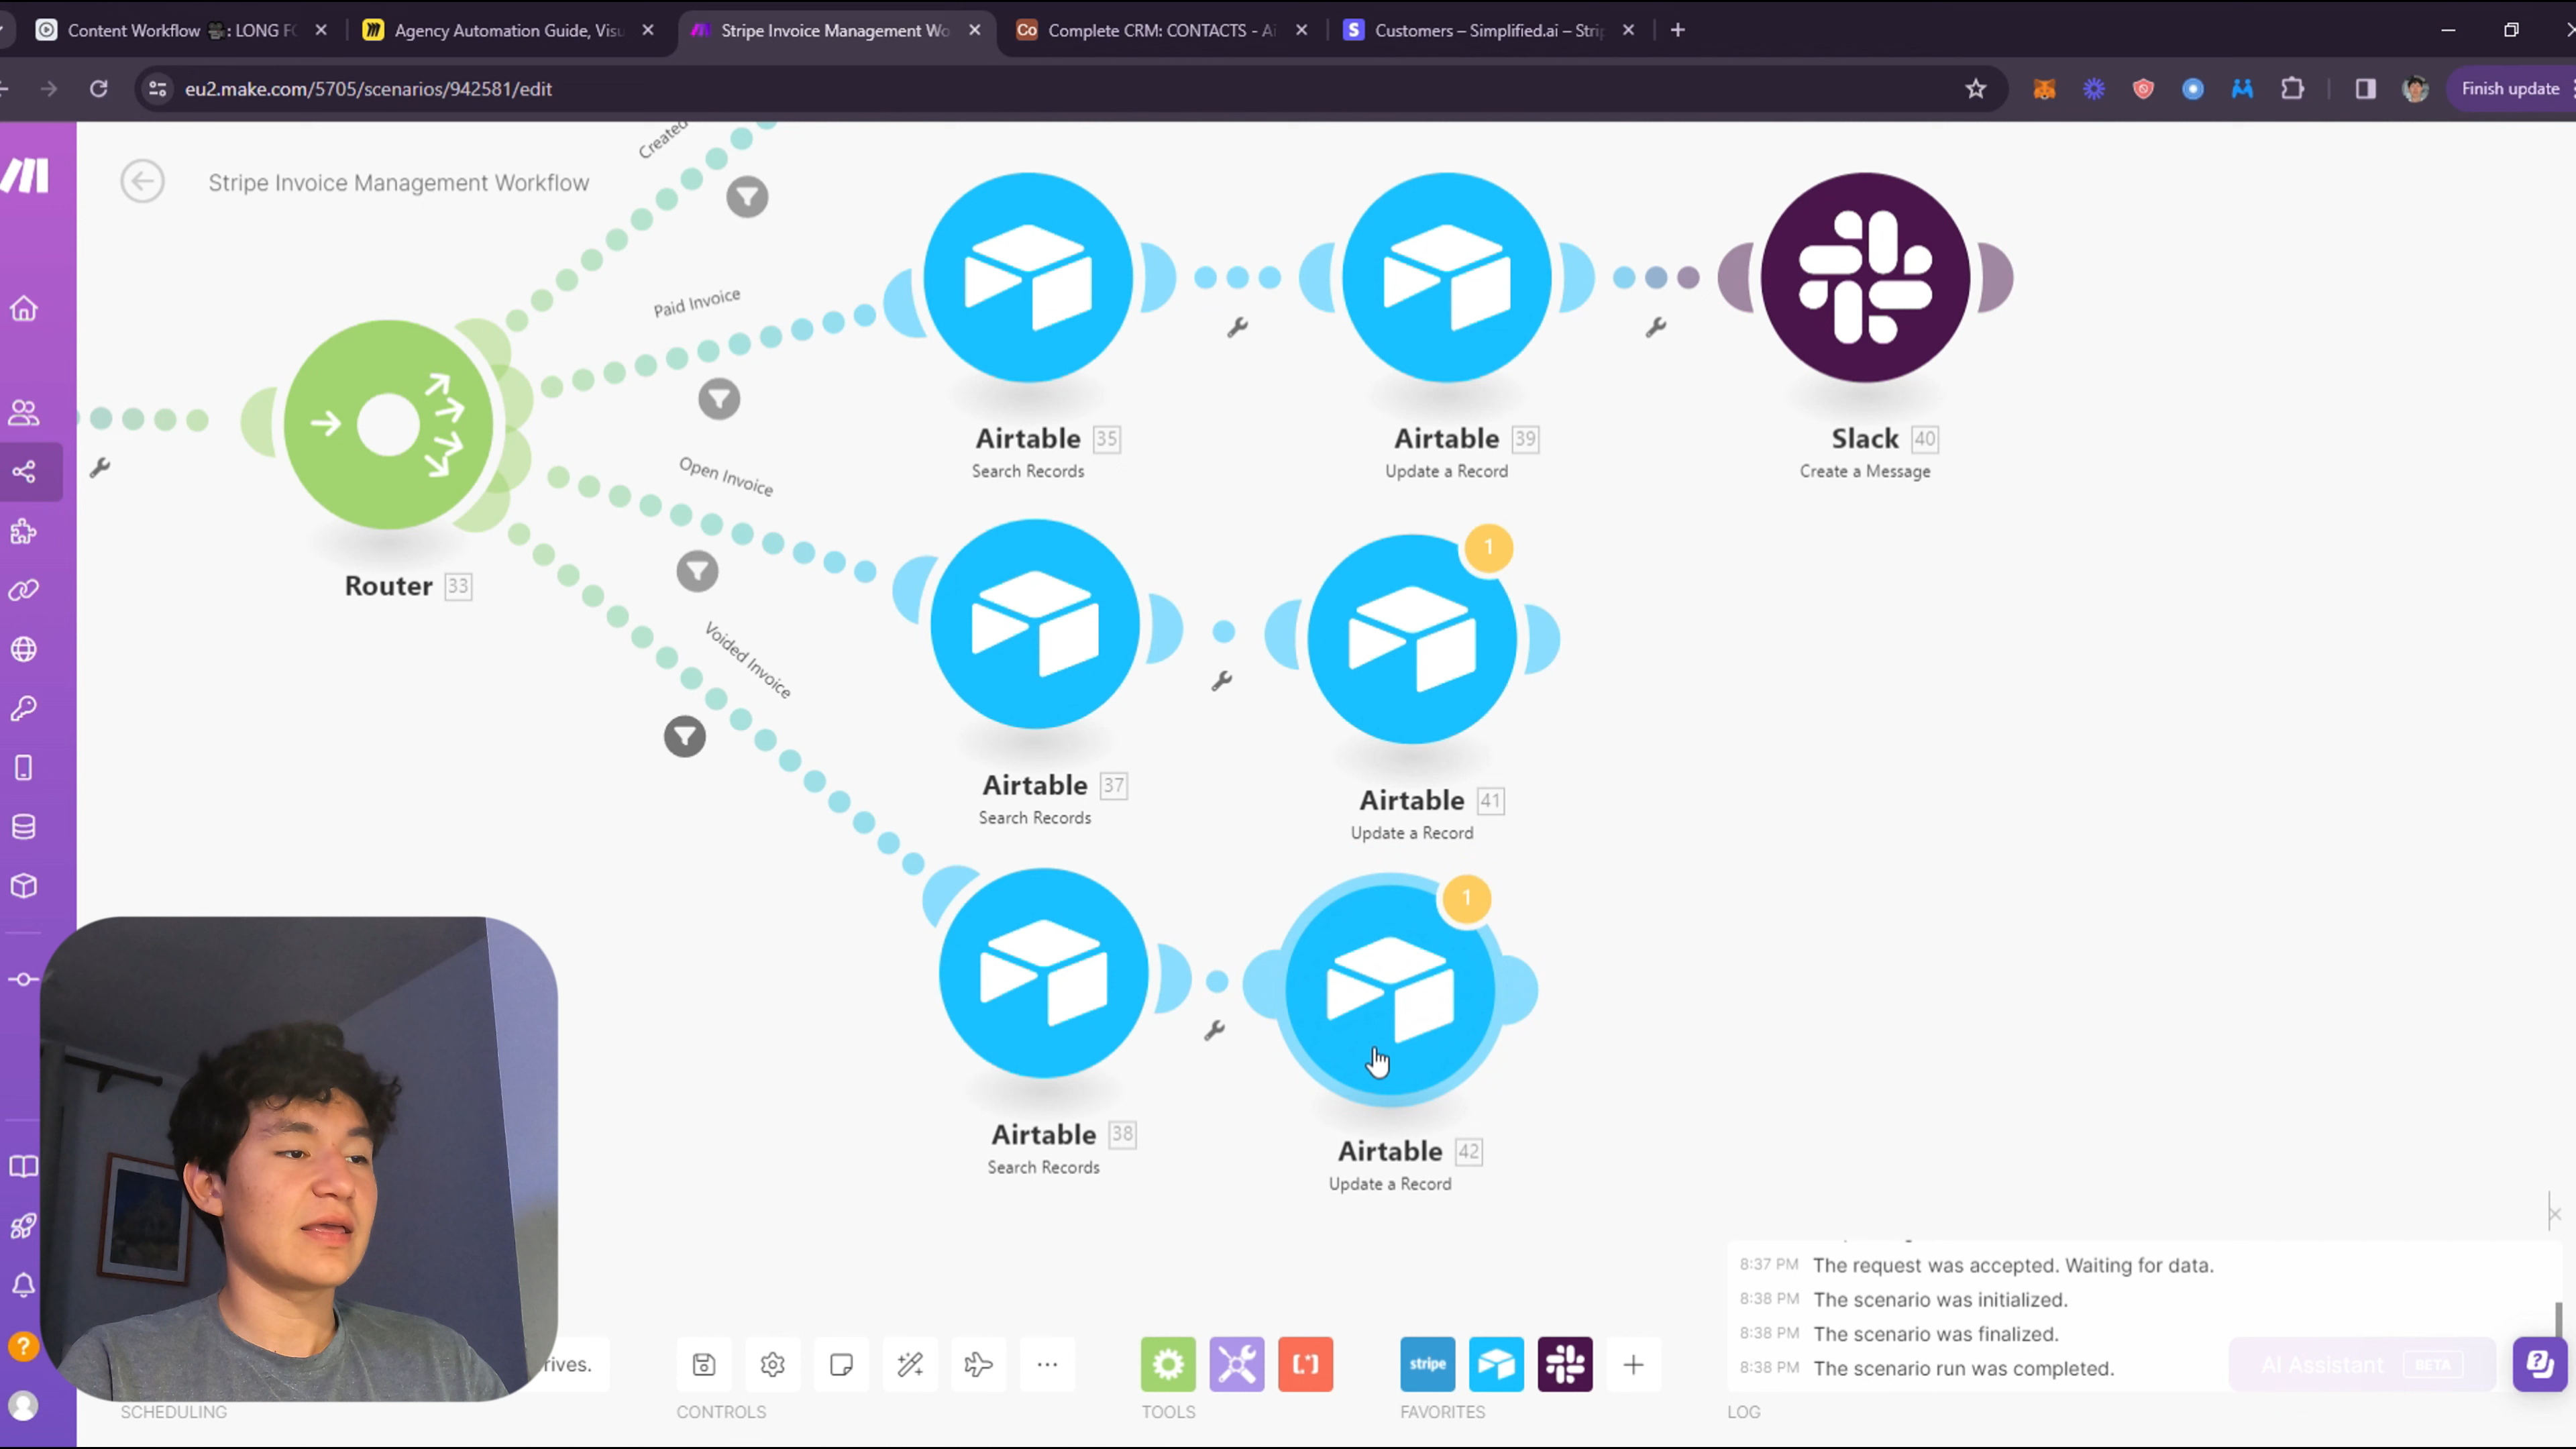 Content Workflow 🎥: LONG FO
Agency Automation Guide, Visu
Stripe Invoice Management Wo
Co Complete CRM: CONTACTS - Ai
S Customers – Simplified.ai – Strip
eu2.make.com/5705/scenarios/942581/edit
Finish update
Stripe Invoice Management Workflow
Created
Paid Invoice
Open Invoice
Voided Invoice
Router 33
Airtable 35
Search Records
Airtable 39
Update a Record
Slack 40
Create a Message
1
Airtable 37
Search Records
Airtable 41
Update a Record
1
Airtable 38
Search Records
Airtable 42
Update a Record
8:37 PM The request was accepted. Waiting for data.
8:38 PM The scenario was initialized.
8:38 PM The scenario was finalized.
8:38 PM The scenario run was completed.
AI Assistant BETA
rives.
stripe
SCHEDULING
CONTROLS
TOOLS
FAVORITES
LOG